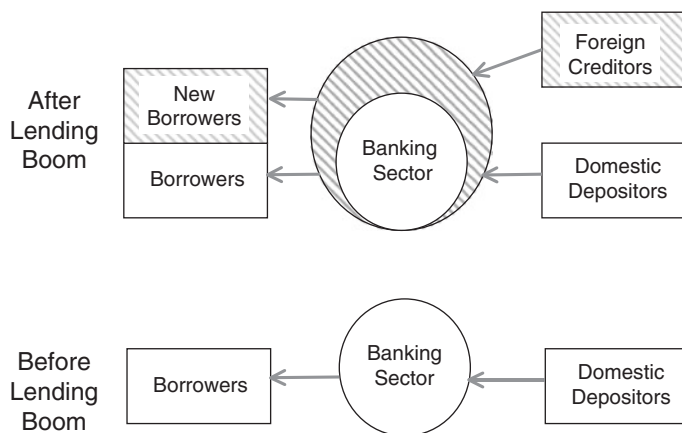 After
Lending
Boom
New
Borrowers
Borrowers
Banking
Sector
Foreign
Creditors
Domestic
Depositors
Before
Lending
Boom
Borrowers
Banking
Sector
Domestic
Depositors